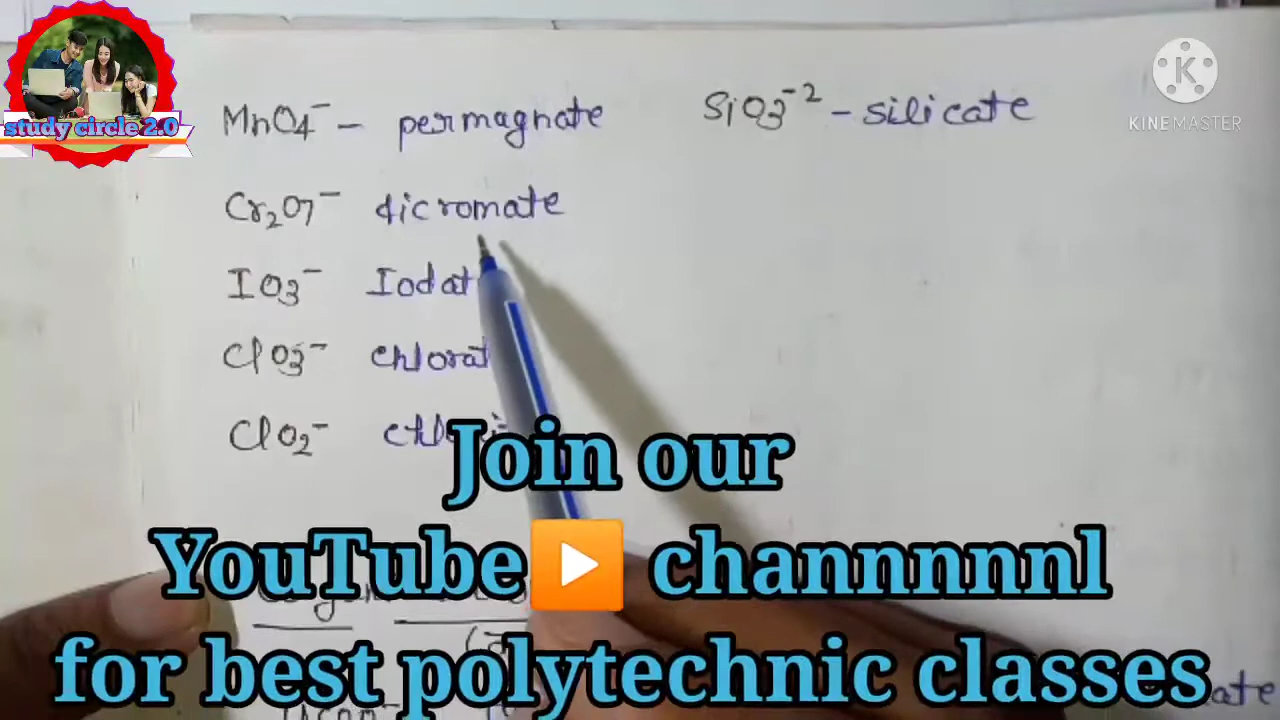 study circle 2.0
KINEMASTER
MnO4⁻ – permagnate
SiO3⁻² – silicate
Cr2O7⁻ dicromate
IO3⁻ Iodat
ClO3⁻ chlorat
ClO2⁻
Join our
YouTube▶ channnnnnl
for best polytechnic classes